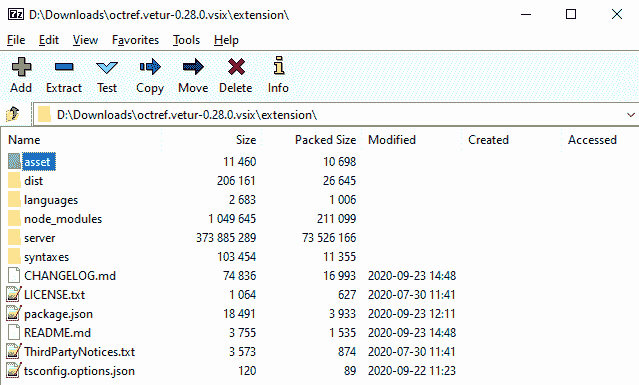 7z D:\Downloads\octref.vetur-0.28.0.vsix\extension\
File Edit View Favorites Tools Help
Add Extract Test Copy Move Delete Info
D:\Downloads\octref.vetur-0.28.0.vsix\extension\
Name Size Packed Size Modified Created Accessed
asset 11 460 10 698
dist 206 161 26 645
languages 2 683 1 006
node_modules 1 049 645 211 099
server 373 885 289 73 526 166
syntaxes 103 454 11 355
CHANGELOG.md 74 836 16 993 2020-09-23 14:48
LICENSE.txt 1 064 627 2020-07-30 11:41
package.json 18 491 3 933 2020-09-23 12:11
README.md 3 755 1 535 2020-09-23 14:48
ThirdPartyNotices.txt 3 573 874 2020-07-30 11:41
tsconfig.options.json 120 89 2020-09-22 11:23